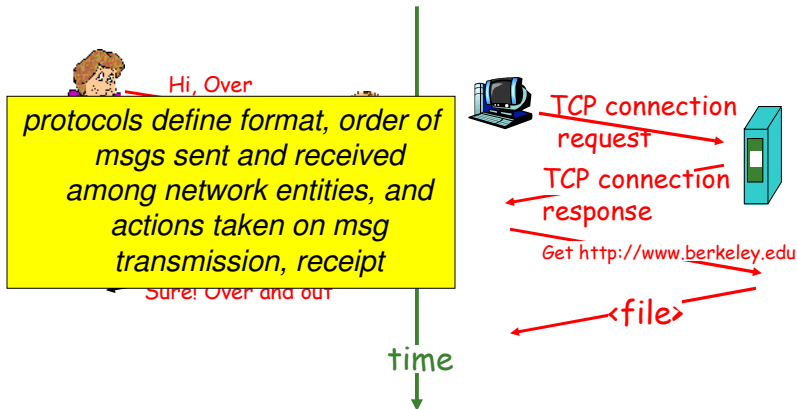 Hi, Over
protocols define format, order of
msgs sent and received
among network entities, and
actions taken on msg
transmission, receipt
Sure! Over and out
TCP connection
request
TCP connection
response
Get http://www.berkeley.edu
<file>
time